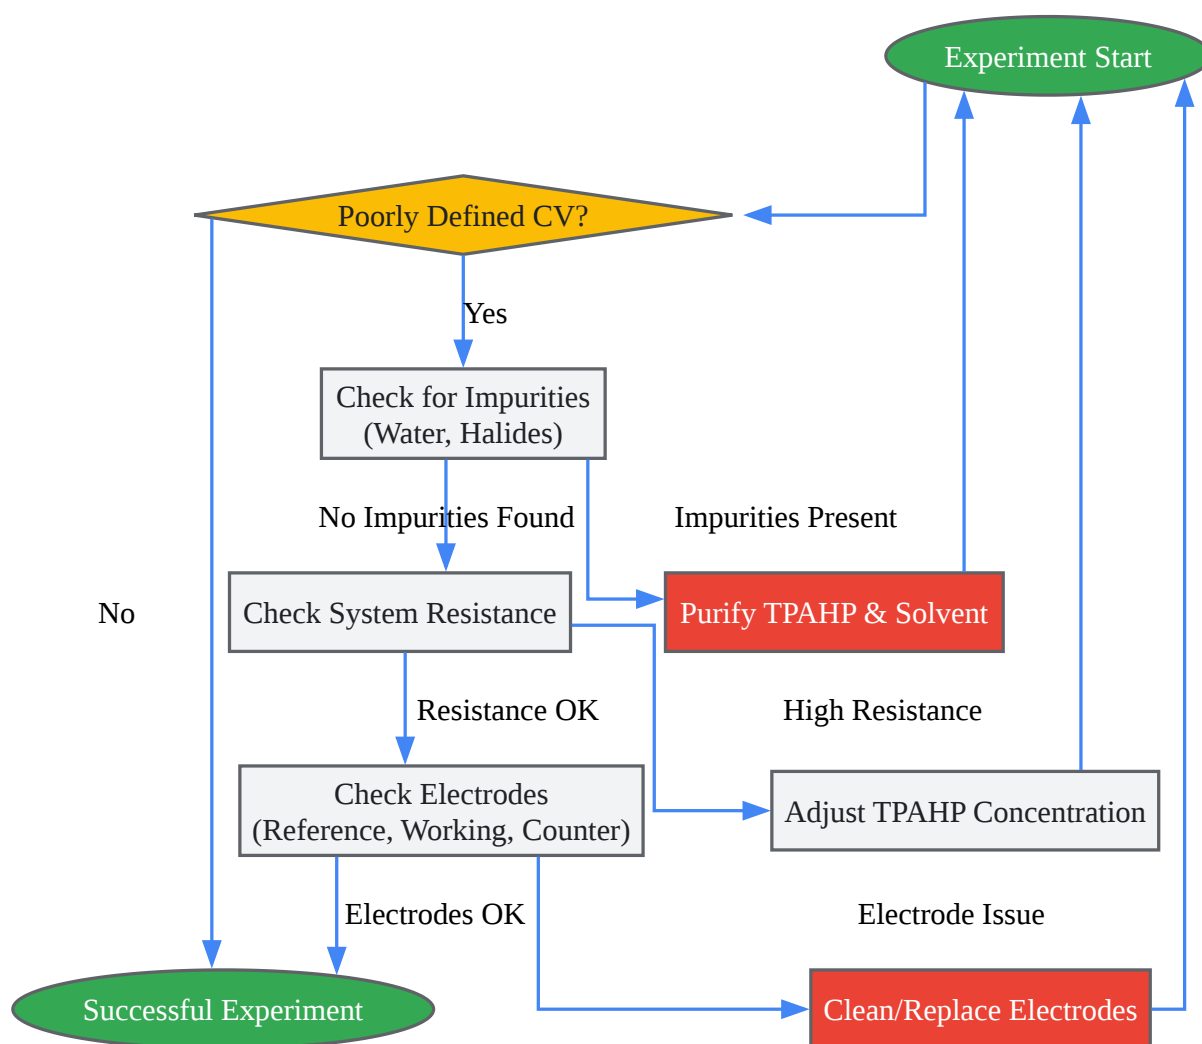 Experiment Start
Poorly Defined CV?
Yes
Check for Impurities
(Water, Halides)
No Impurities Found
Impurities Present
No
Check System Resistance
Purify TPAHP & Solvent
Resistance OK
High Resistance
Check Electrodes
(Reference, Working, Counter)
Adjust TPAHP Concentration
Electrodes OK
Electrode Issue
Successful Experiment
Clean/Replace Electrodes